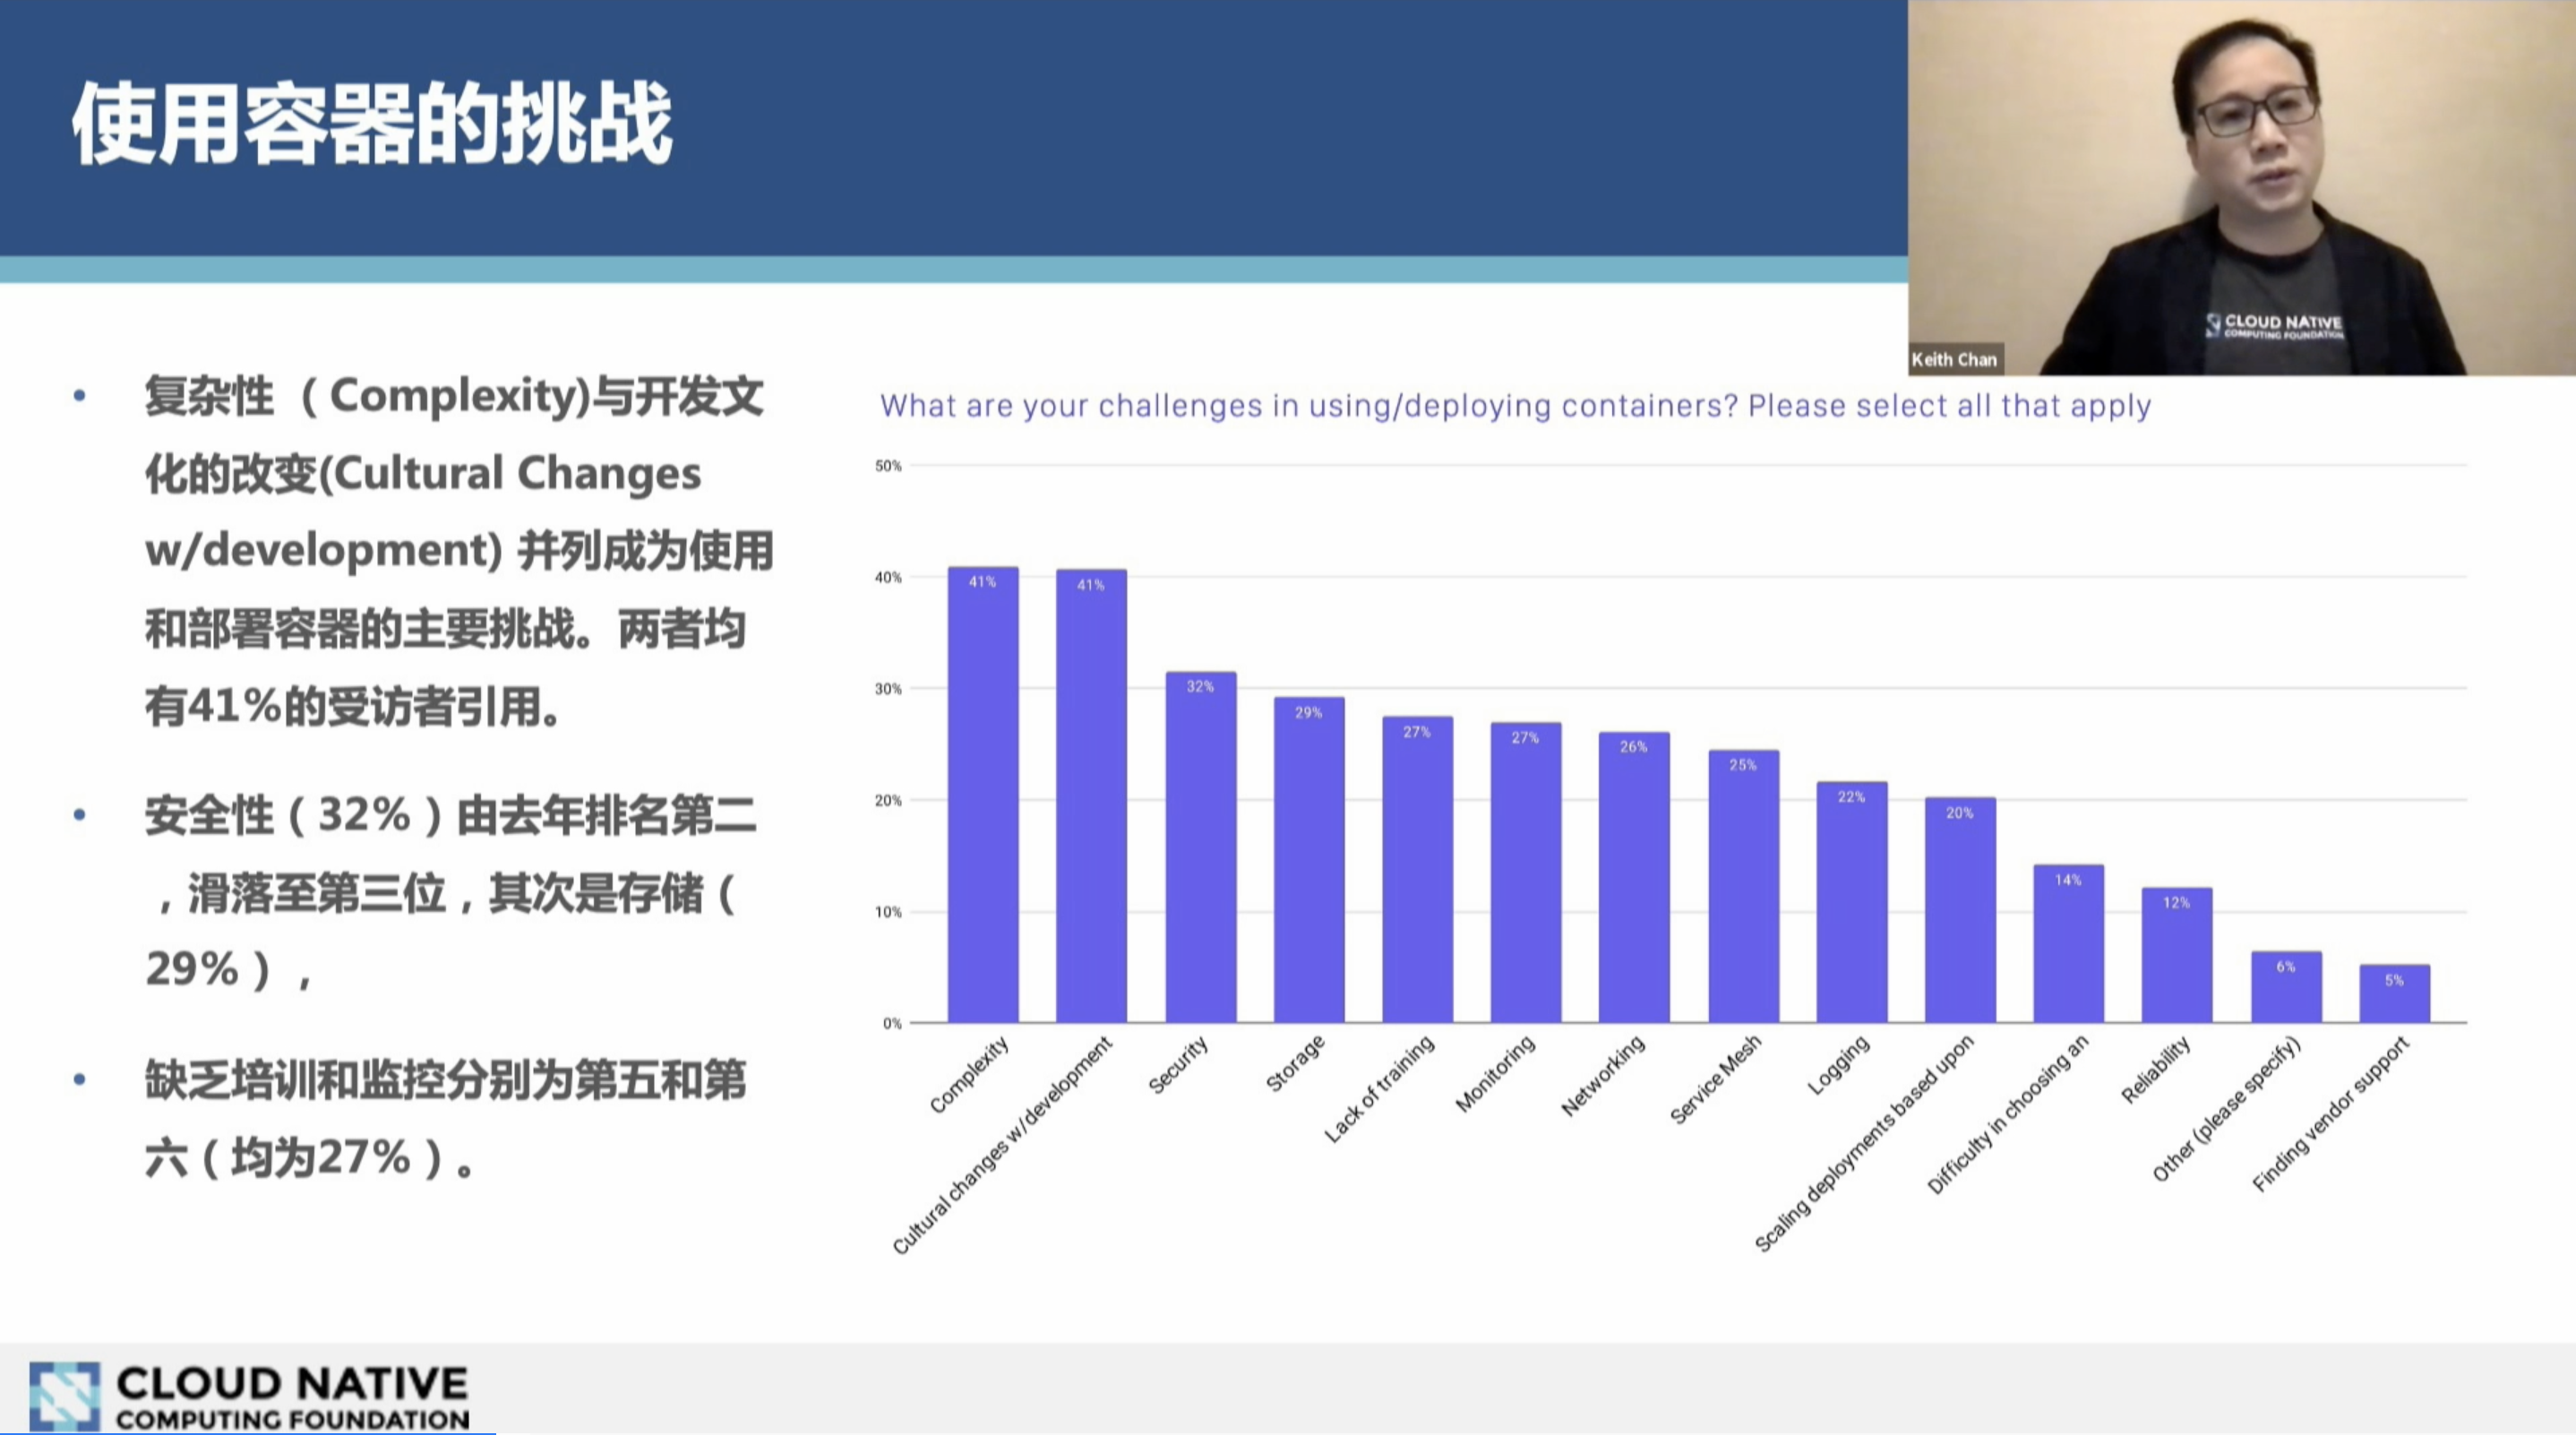 使用容器的挑战
CLOUD NATIVE
COMPUTING FOUNDATION
Keith Chan
• 复杂性 （ Complexity)与开发文
化的改变(Cultural Changes
w/development) 并列成为使用
和部署容器的主要挑战。两者均
有41%的受访者引用。
• 安全性（32%）由去年排名第二
，滑落至第三位，其次是存储（
29%），
• 缺乏培训和监控分别为第五和第
六（均为27%）。
What are your challenges in using/deploying containers? Please select all that apply
50%
40%
30%
20%
10%
0%
41%
41%
32%
29%
27%
27%
26%
25%
22%
20%
14%
12%
6%
5%
Complexity
Cultural changes w/development
Security
Storage
Lack of training
Monitoring
Networking
Service Mesh
Logging
Scaling deployments based upon
Difficulty in choosing an
Reliability
Other (please specify)
Finding vendor support
CLOUD NATIVE
COMPUTING FOUNDATION